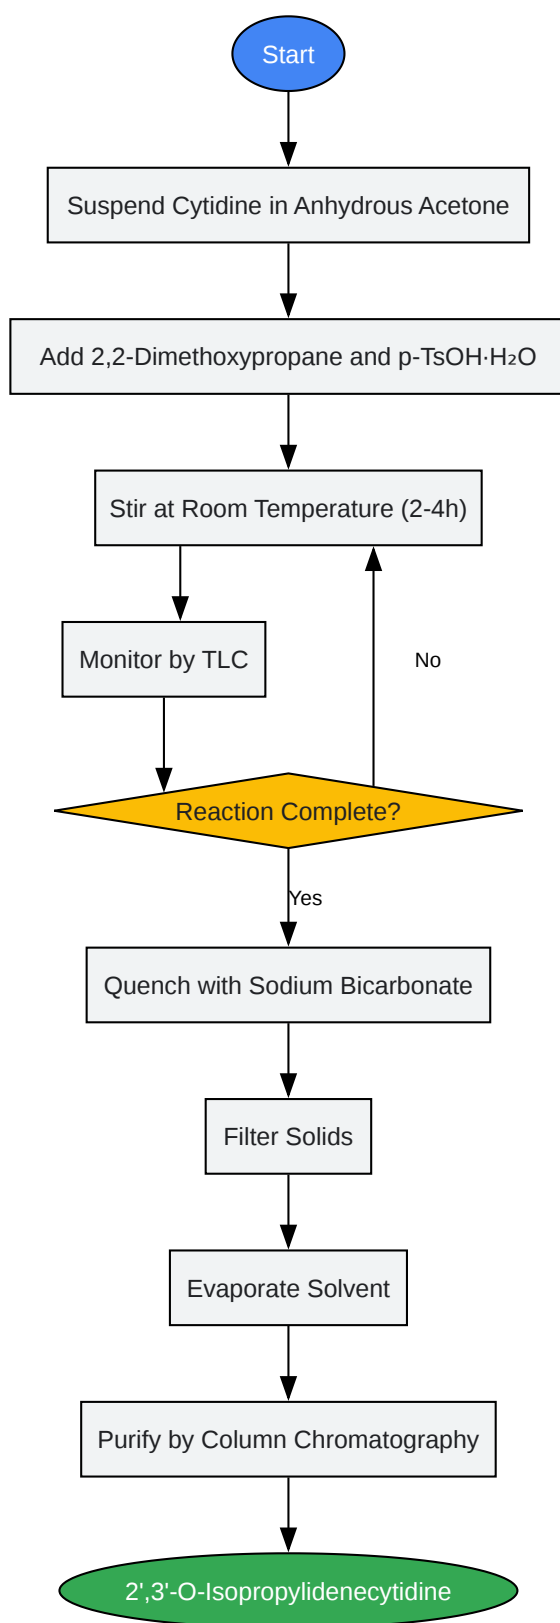 Start
Suspend Cytidine in Anhydrous Acetone
Add 2,2-Dimethoxypropane and p-TsOH·H₂O
Stir at Room Temperature (2-4h)
Monitor by TLC
No
Reaction Complete?
Yes
Quench with Sodium Bicarbonate
Filter Solids
Evaporate Solvent
Purify by Column Chromatography
2',3'-O-Isopropylidenecytidine